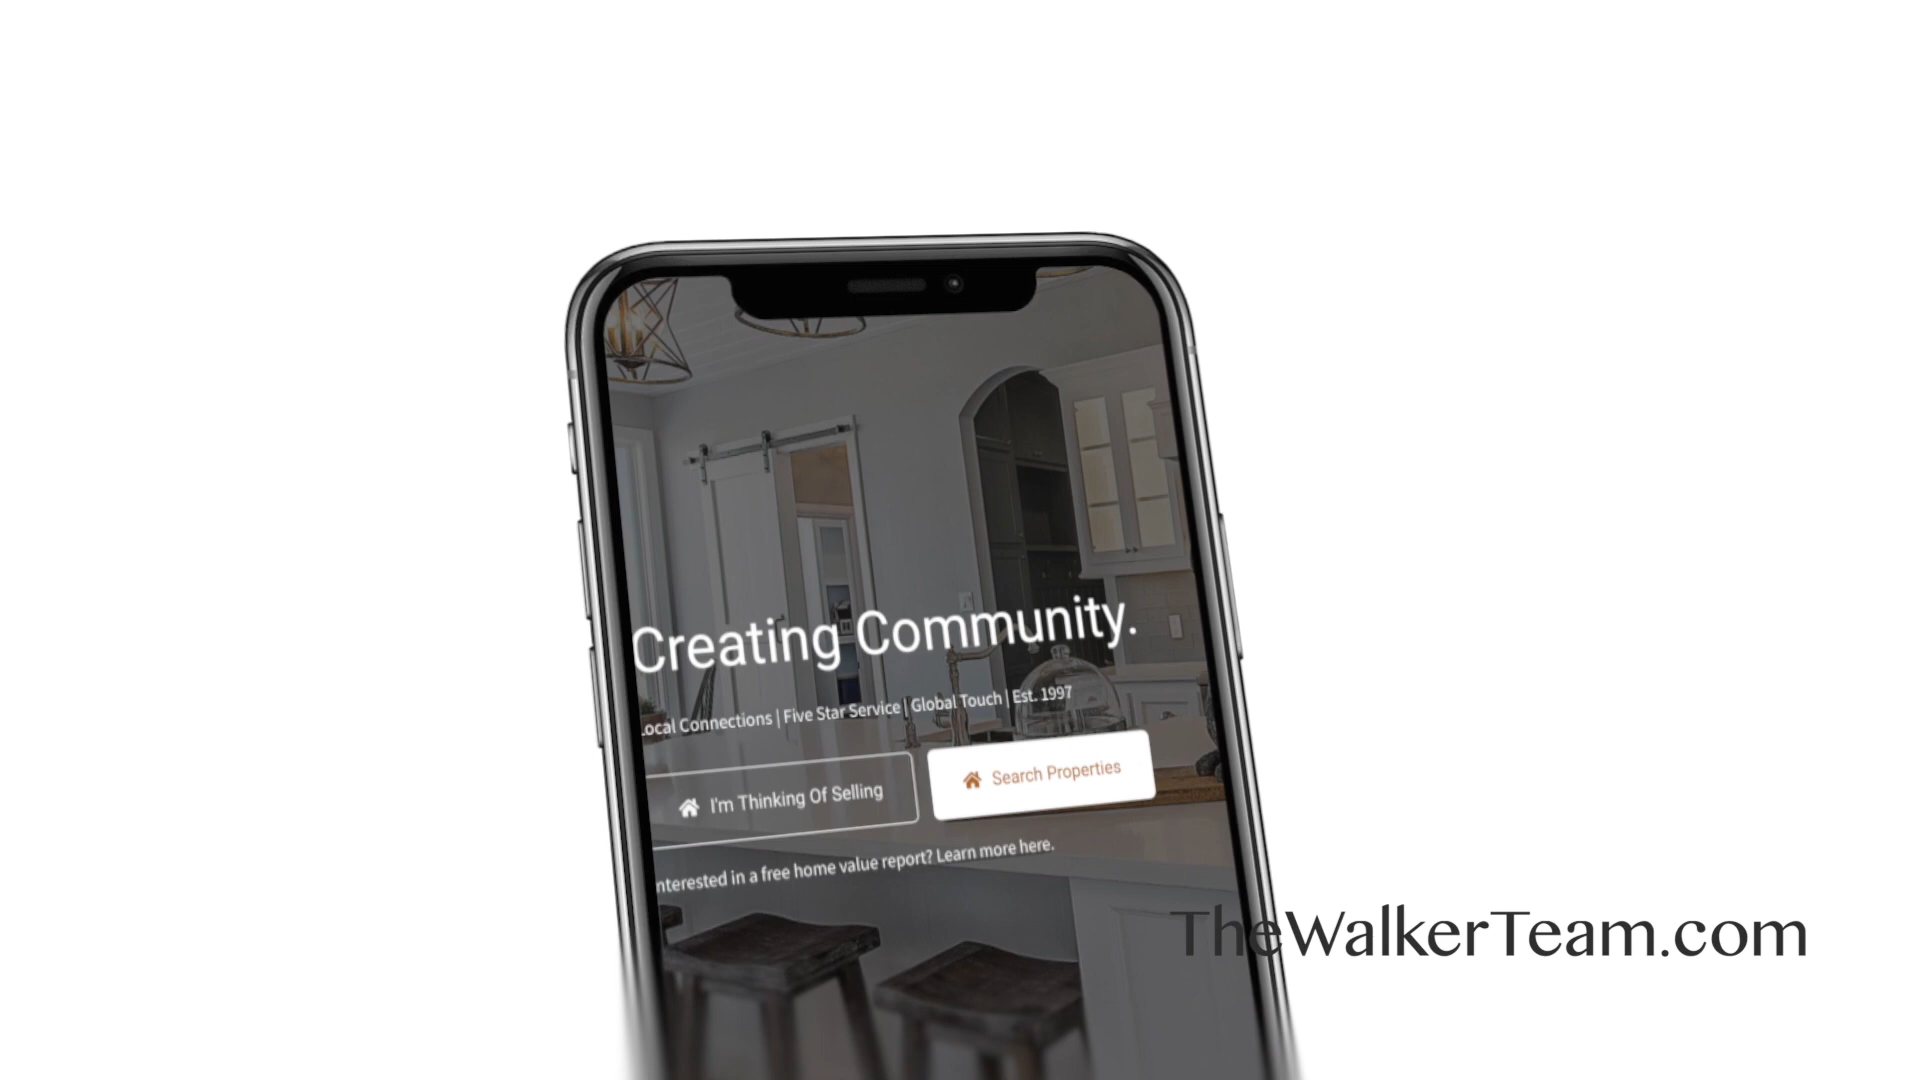 Creating Community.
Local Connections | Five Star Service | Global Touch | Est. 1997
I'm Thinking Of Selling
Search Properties
nterested in a free home value report? Learn more here.
TheWalkerTeam.com